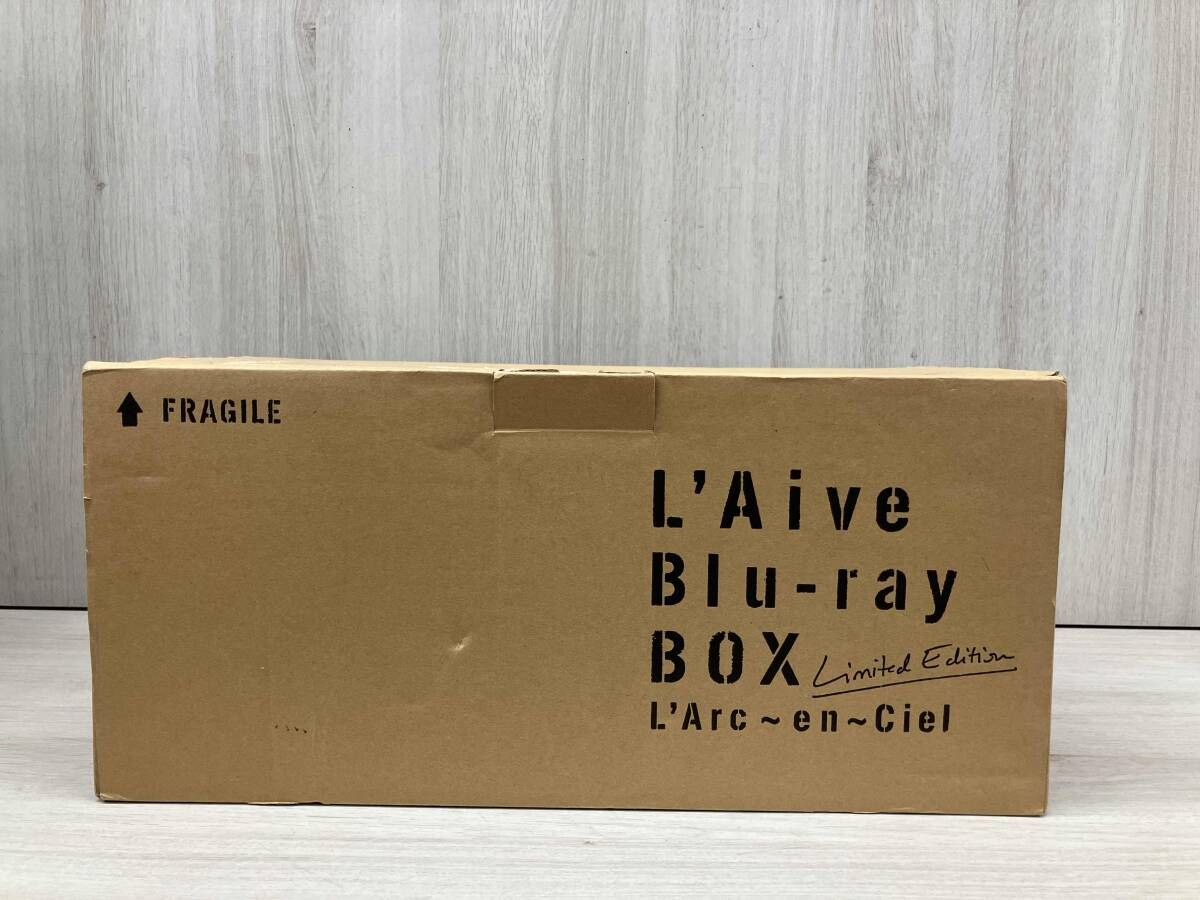 FRAGILE
L'Aive
Blu-ray
BOX Limited Edition
L'Arc~en~Ciel